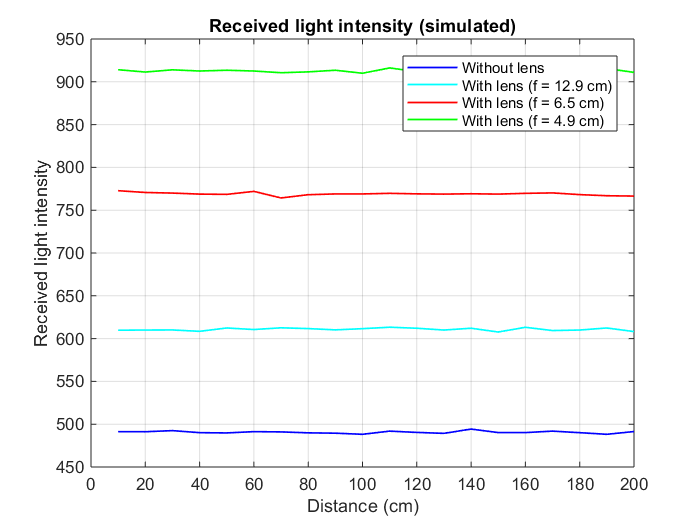 Received light intensity (simulated)
950
900
850
800
750
700
650
600
550
500
450
Received light intensity
Without lens
With lens (f = 12.9 cm)
With lens (f = 6.5 cm)
With lens (f = 4.9 cm)
0 20 40 60 80 100 120 140 160 180 200
Distance (cm)